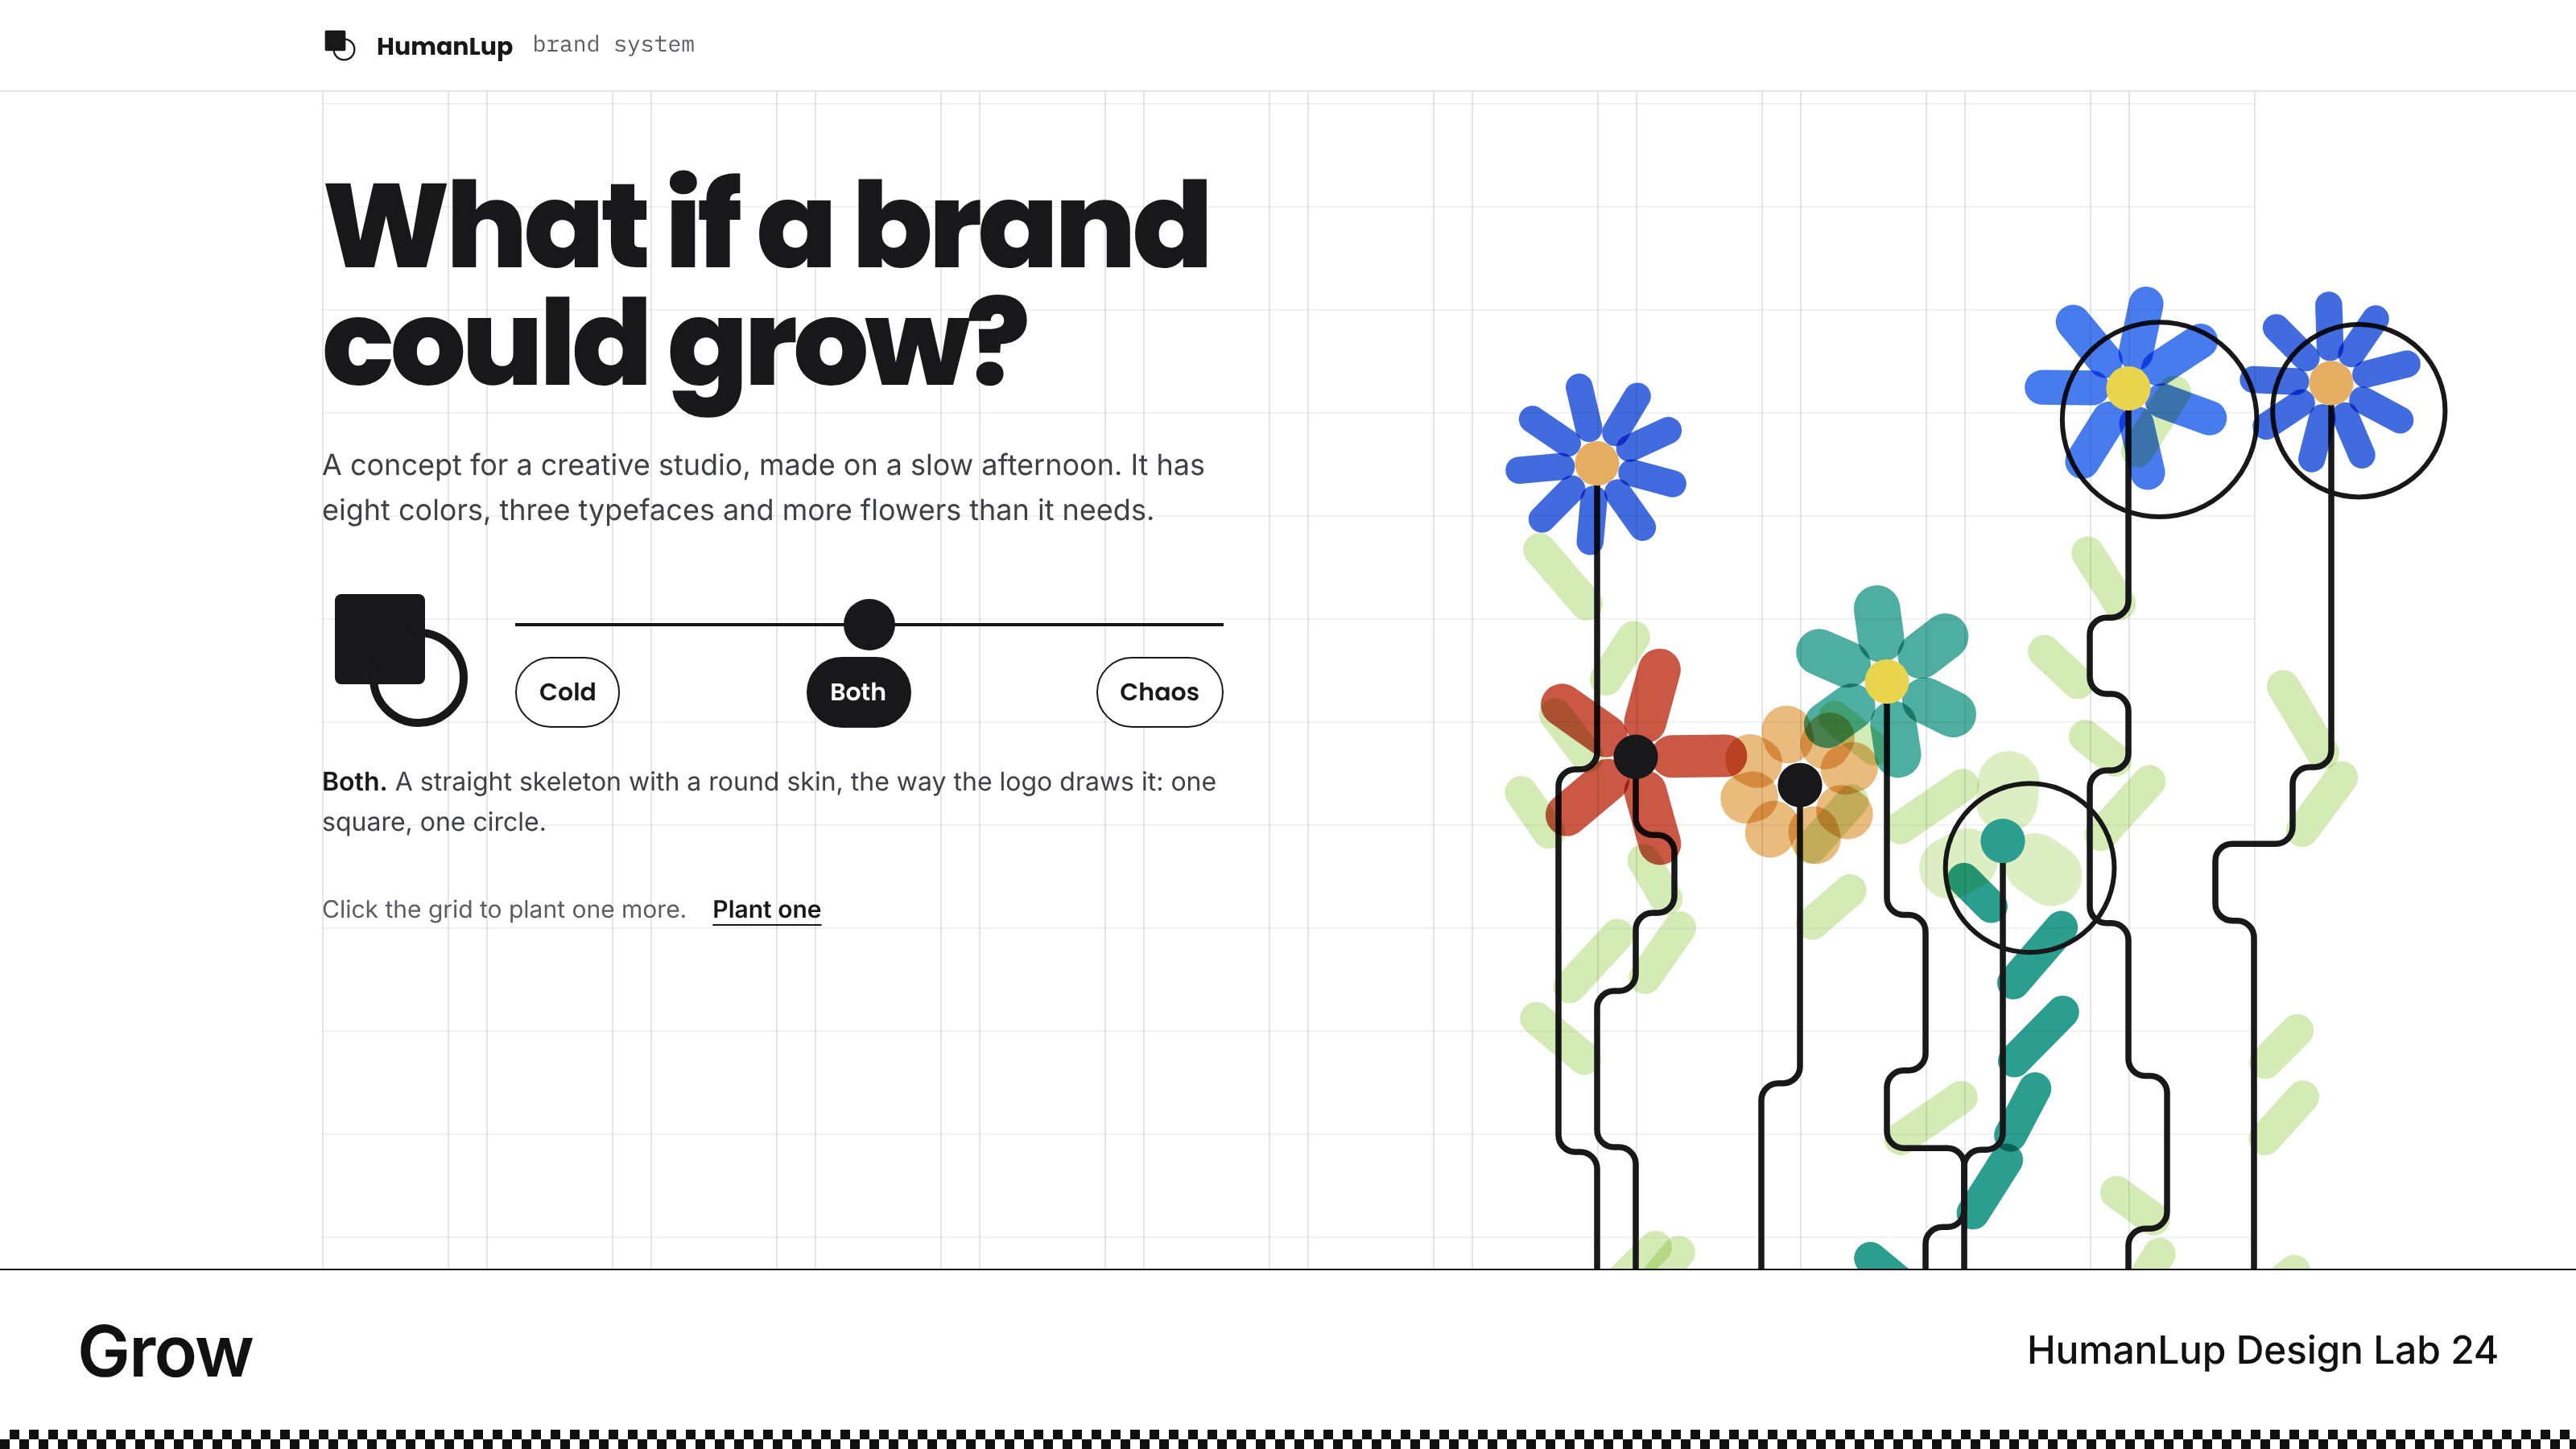 HumanLup brand system
What if a brand
could grow?
A concept for a creative studio, made on a slow afternoon. It has
eight colors, three typefaces and more flowers than it needs.
Cold Both Chaos
Both. A straight skeleton with a round skin, the way the logo draws it: one
square, one circle.
Click the grid to plant one more. Plant one
Grow
HumanLup Design Lab 24